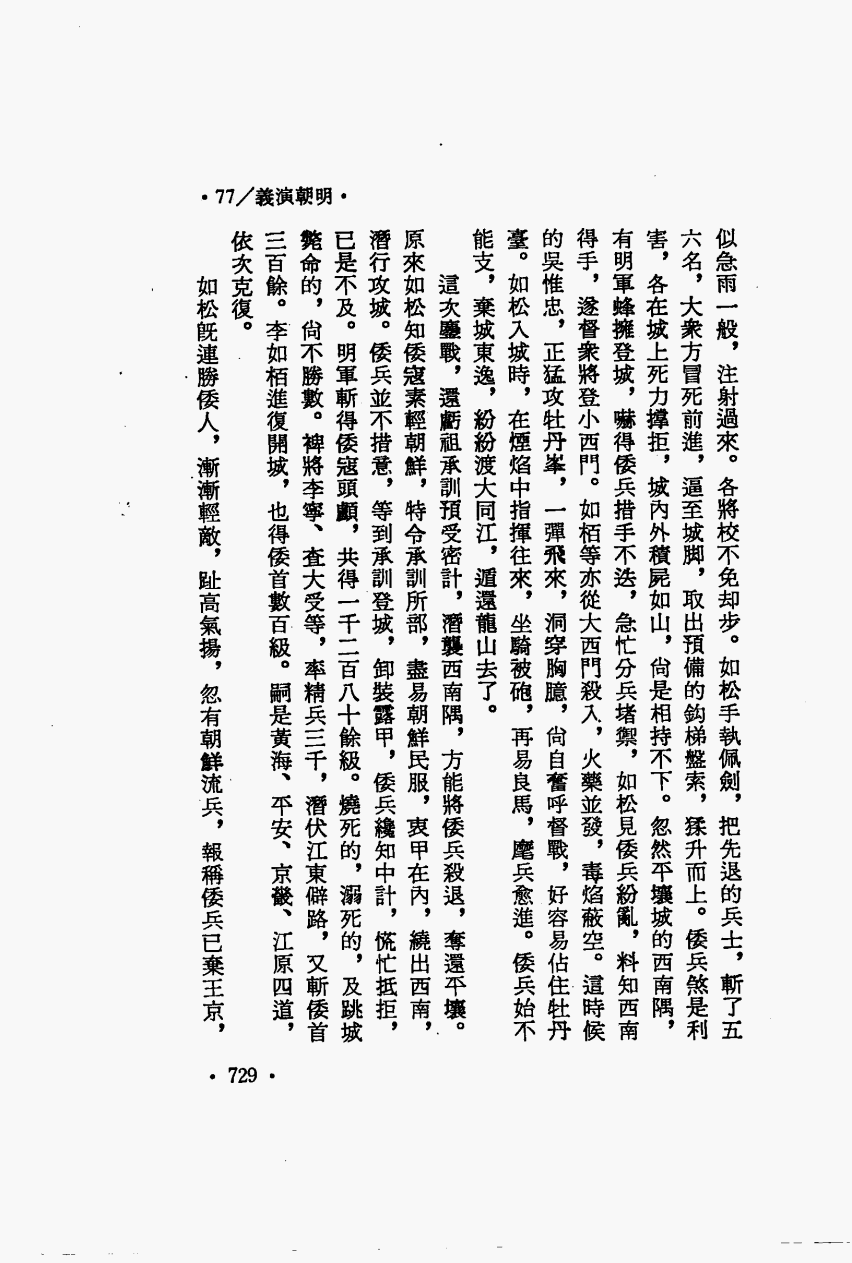 •77／義演朝明•
似急雨一般，注射過來。各將校不免却步。如松手執佩劍，把先退的兵士，斬了五
六名，大衆方冒死前進，逼至城脚，取出預備的鈎梯盤索，猱升而上。倭兵煞是利
害，各在城上死力撐拒，城內外積屍如山，尙是相持不下。忽然平壤城的西南隅，
有明軍蜂擁登城，嚇得倭兵措手不迭，急忙分兵堵禦，如松見倭兵紛亂，料知西南
得手，遂督衆將登小西門。如栢等亦從大西門殺入，火藥並發，毒焰蔽空。這時候
的吳惟忠，正猛攻牡丹峯，一彈飛來，洞穿胸臆，尙自奮呼督戰，好容易佔住牡丹
臺。如松入城時，在煙焰中指揮往來，坐騎被砲，再易良馬，麾兵愈進。倭兵始不
能支，棄城東逸，紛紛渡大同江，遁還龍山去了。
這次鏖戰，還虧祖承訓預受密計，潛襲西南隅，方能將倭兵殺退，奪還平壤。
原來如松知倭寇素輕朝鮮，特令承訓所部，盡易朝鮮民服，衷甲在內，繞出西南，
潛行攻城。倭兵並不措意，等到承訓登城，卸裝露甲，倭兵纔知中計，慌忙抵拒，
已是不及。明軍斬得倭寇頭顱，共得一千二百八十餘級。燒死的，溺死的，及跳城
斃命的，尙不勝數。裨將李寧、查大受等，率精兵三千，潛伏江東僻路，又斬倭首
三百餘。李如栢進復開城，也得倭首數百級。嗣是黃海、平安、京畿、江原四道，
依次克復。
如松既連勝倭人，漸漸輕敵，趾高氣揚，忽有朝鮮流兵，報稱倭兵已棄王京，
•729•